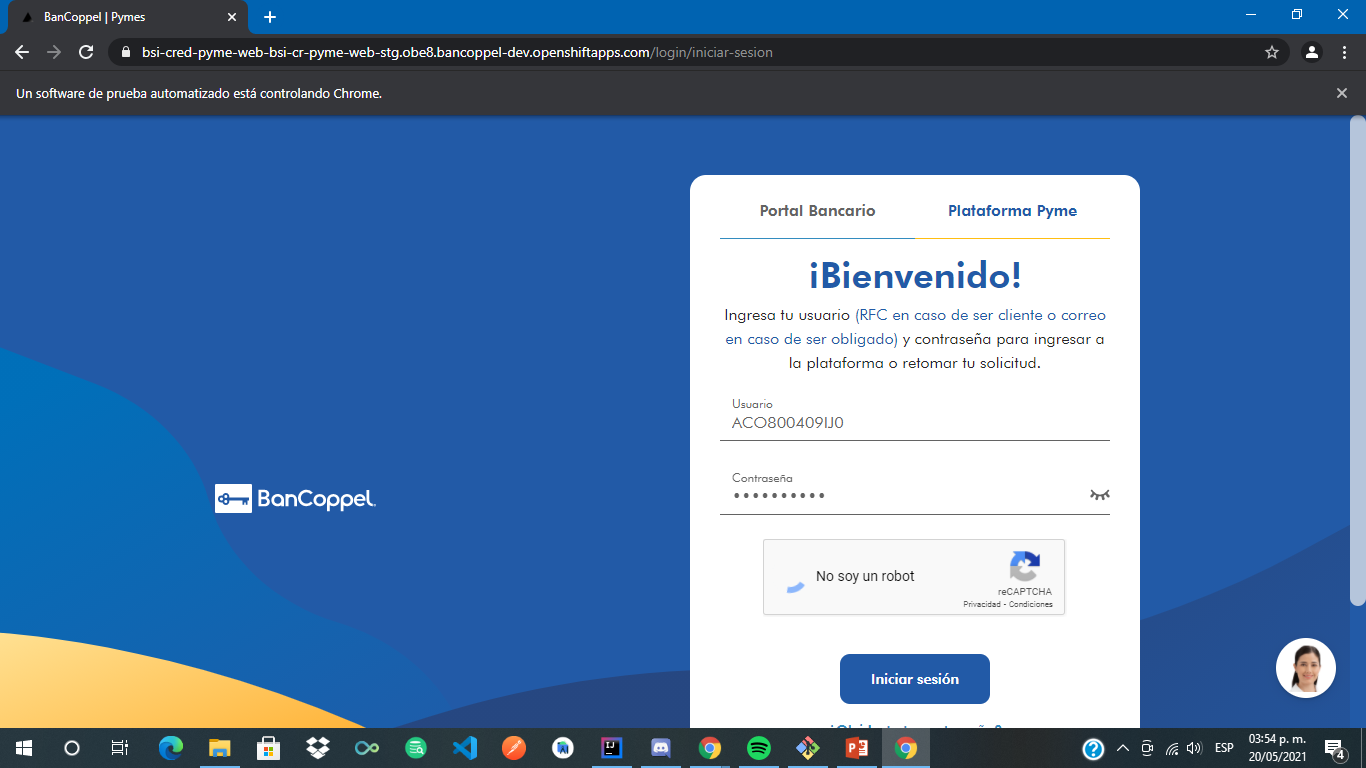 BanCoppel | Pymes
bsi-cred-pyme-web-bsi-cr-pyme-web-stg.obe8.bancoppel-dev.openshiftapps.com/login/iniciar-sesion
Un software de prueba automatizado está controlando Chrome.
Portal Bancario
Plataforma Pyme
¡Bienvenido!
Ingresa tu usuario (RFC en caso de ser cliente o correo
en caso de ser obligado) y contraseña para ingresar a
la plataforma o retomar tu solicitud.
Usuario
ACO800409IJ0
Contraseña
BanCoppel
No soy un robot
reCAPTCHA
Privacidad - Condiciones
Iniciar sesión
ESP
03:54 p. m.
20/05/2021
4